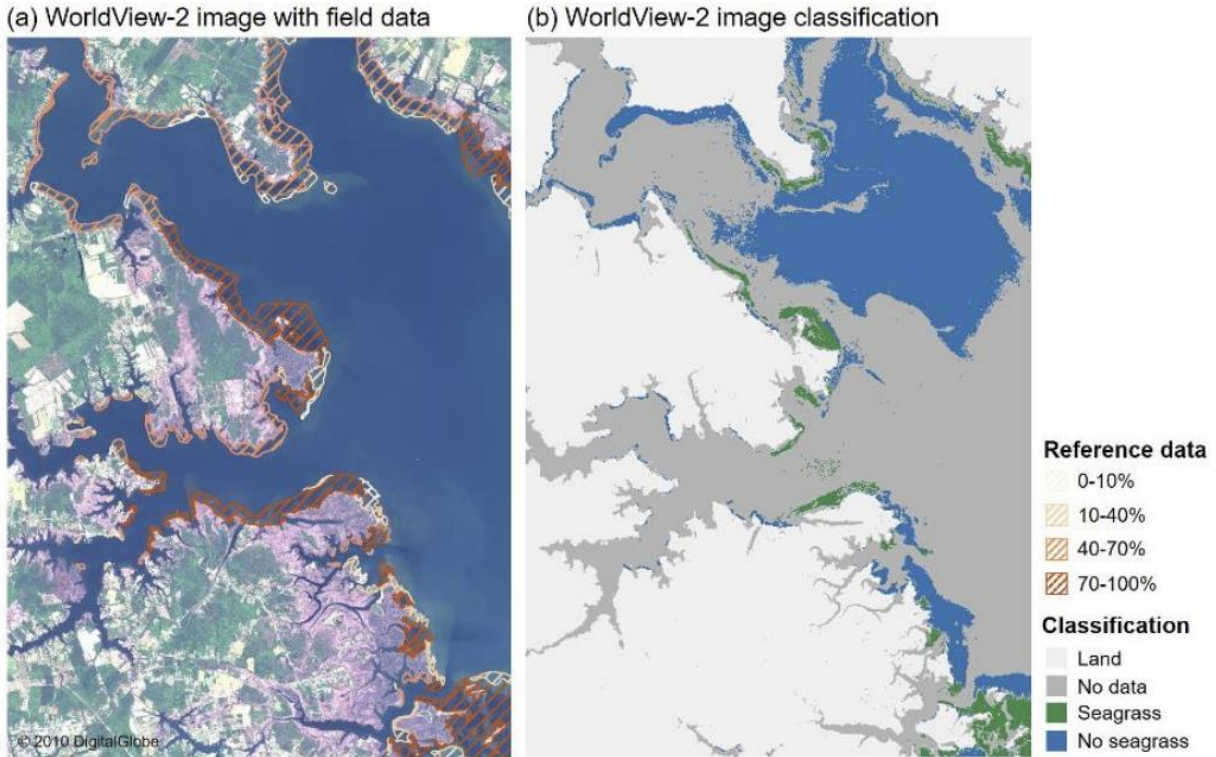 (a) WorldView-2 image with field data
(b) WorldView-2 image classification
© 2010 DigitalGlobe
Reference data
0-10%
10-40%
40-70%
70-100%
Classification
Land
No data
Seagrass
No seagrass